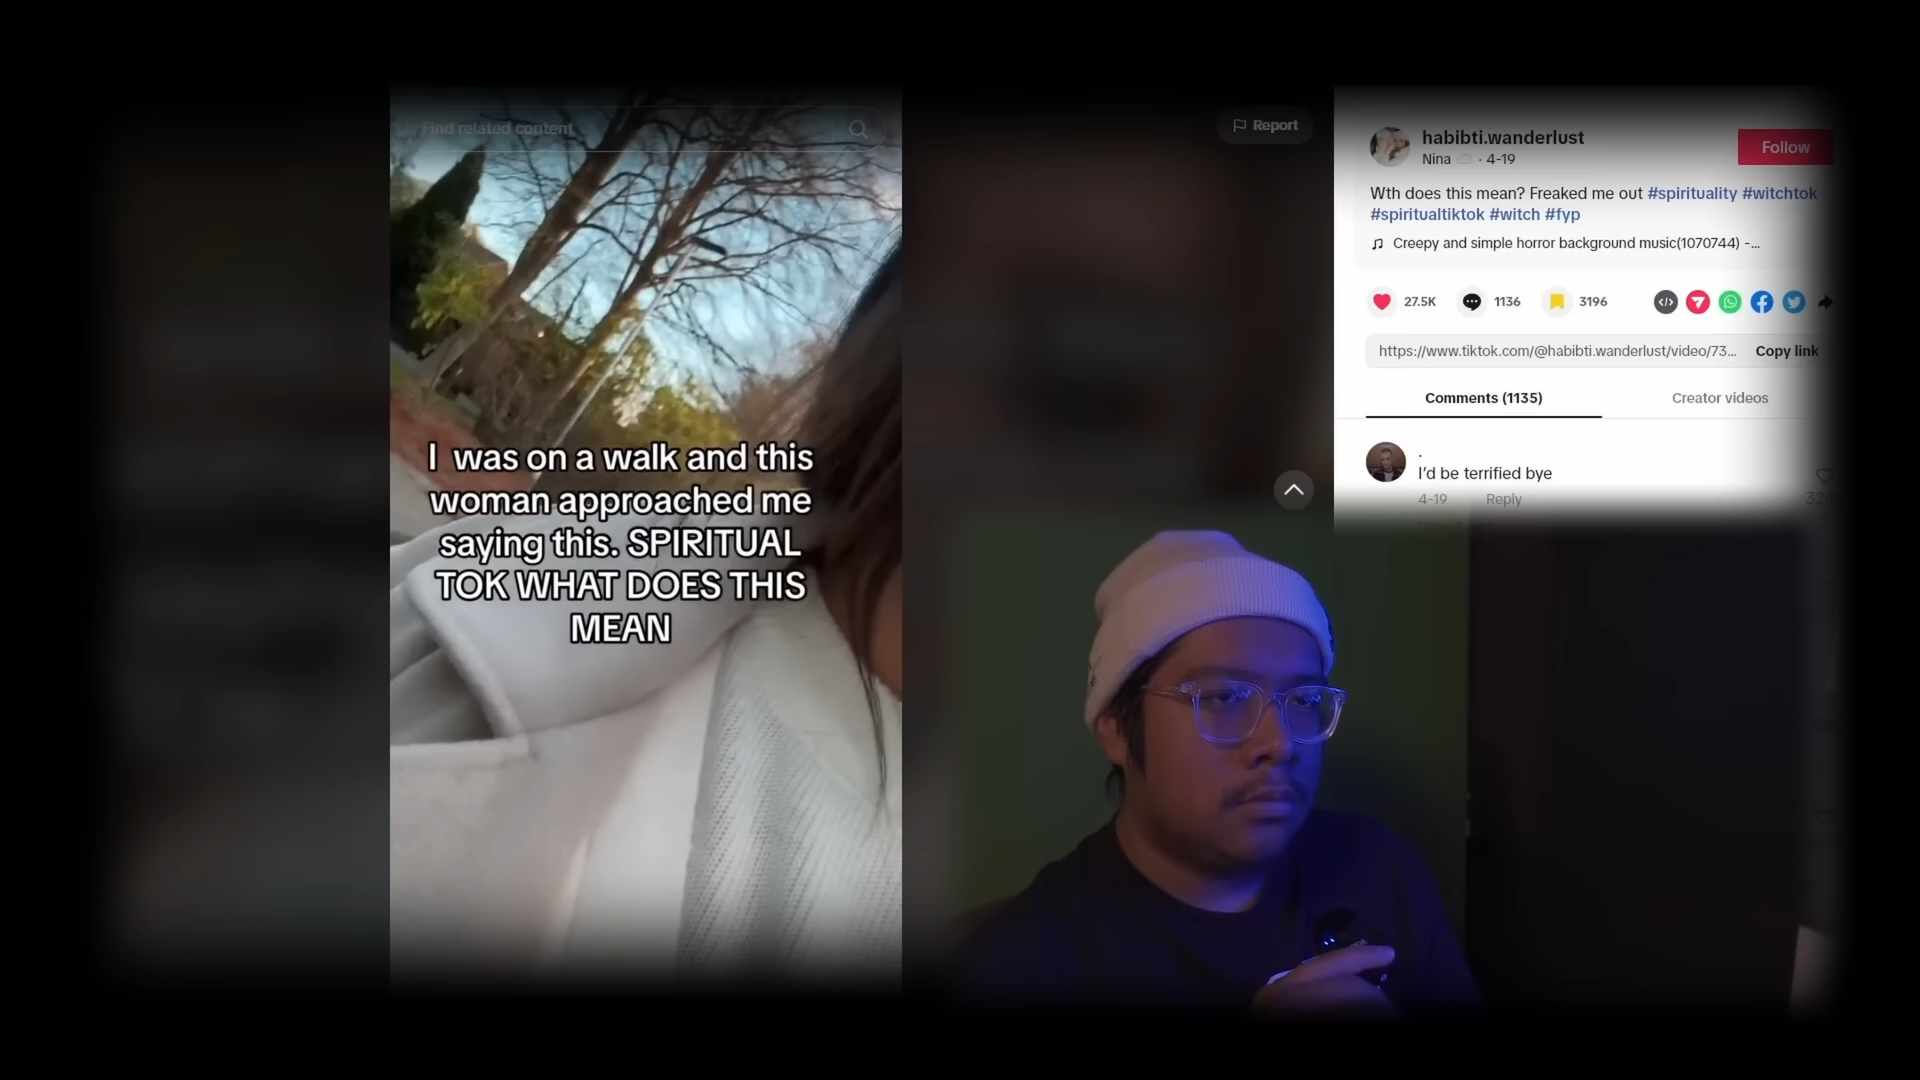 Find related content
Report
I was on a walk and this
woman approached me
saying this. SPIRITUAL
TOK WHAT DOES THIS
MEAN
habibti.wanderlust
Nina · 4-19
Follow
Wth does this mean? Freaked me out #spirituality #witchtok
#spiritualtiktok #witch #fyp
Creepy and simple horror background music(1070744) -...
27.5K
1136
3196
https://www.tiktok.com/@habibti.wanderlust/video/73...
Copy link
Comments (1135)
Creator videos
.
I'd be terrified bye
4-19
Reply